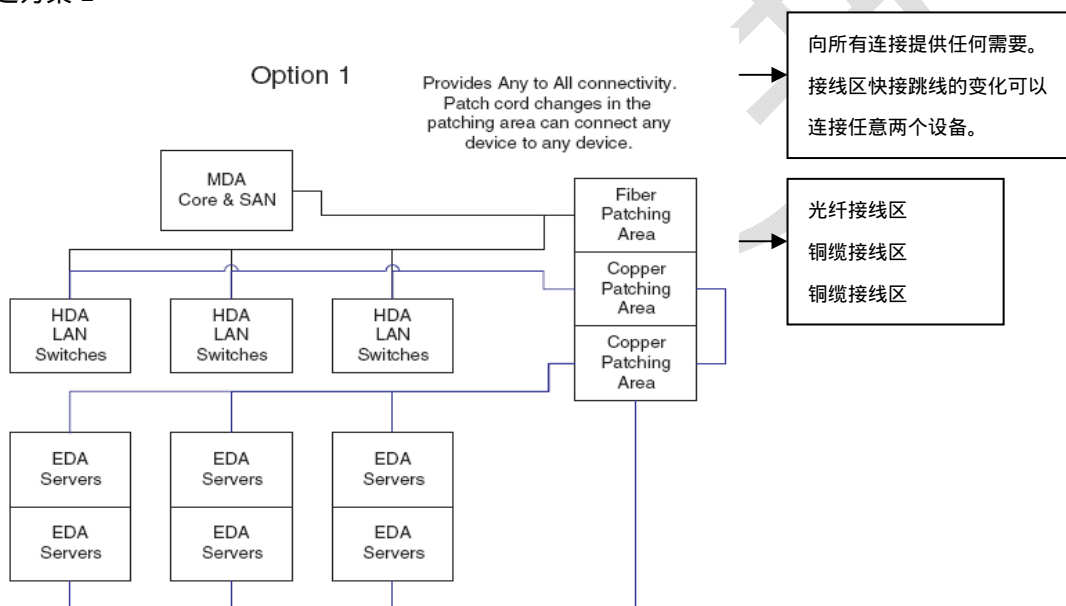 Option 1
Provides Any to All connectivity.
Patch cord changes in the
patching area can connect any
device to any device.
向所有连接提供任何需要。
接线区快接跳线的变化可以
连接任意两个设备。
MDA
Core & SAN
Fiber
Patching
Area
Copper
Patching
Area
Copper
Patching
Area
光纤接线区
铜缆接线区
铜缆接线区
HDA
LAN
Switches
HDA
LAN
Switches
HDA
LAN
Switches
EDA
Servers
EDA
Servers
EDA
Servers
EDA
Servers
EDA
Servers
EDA
Servers